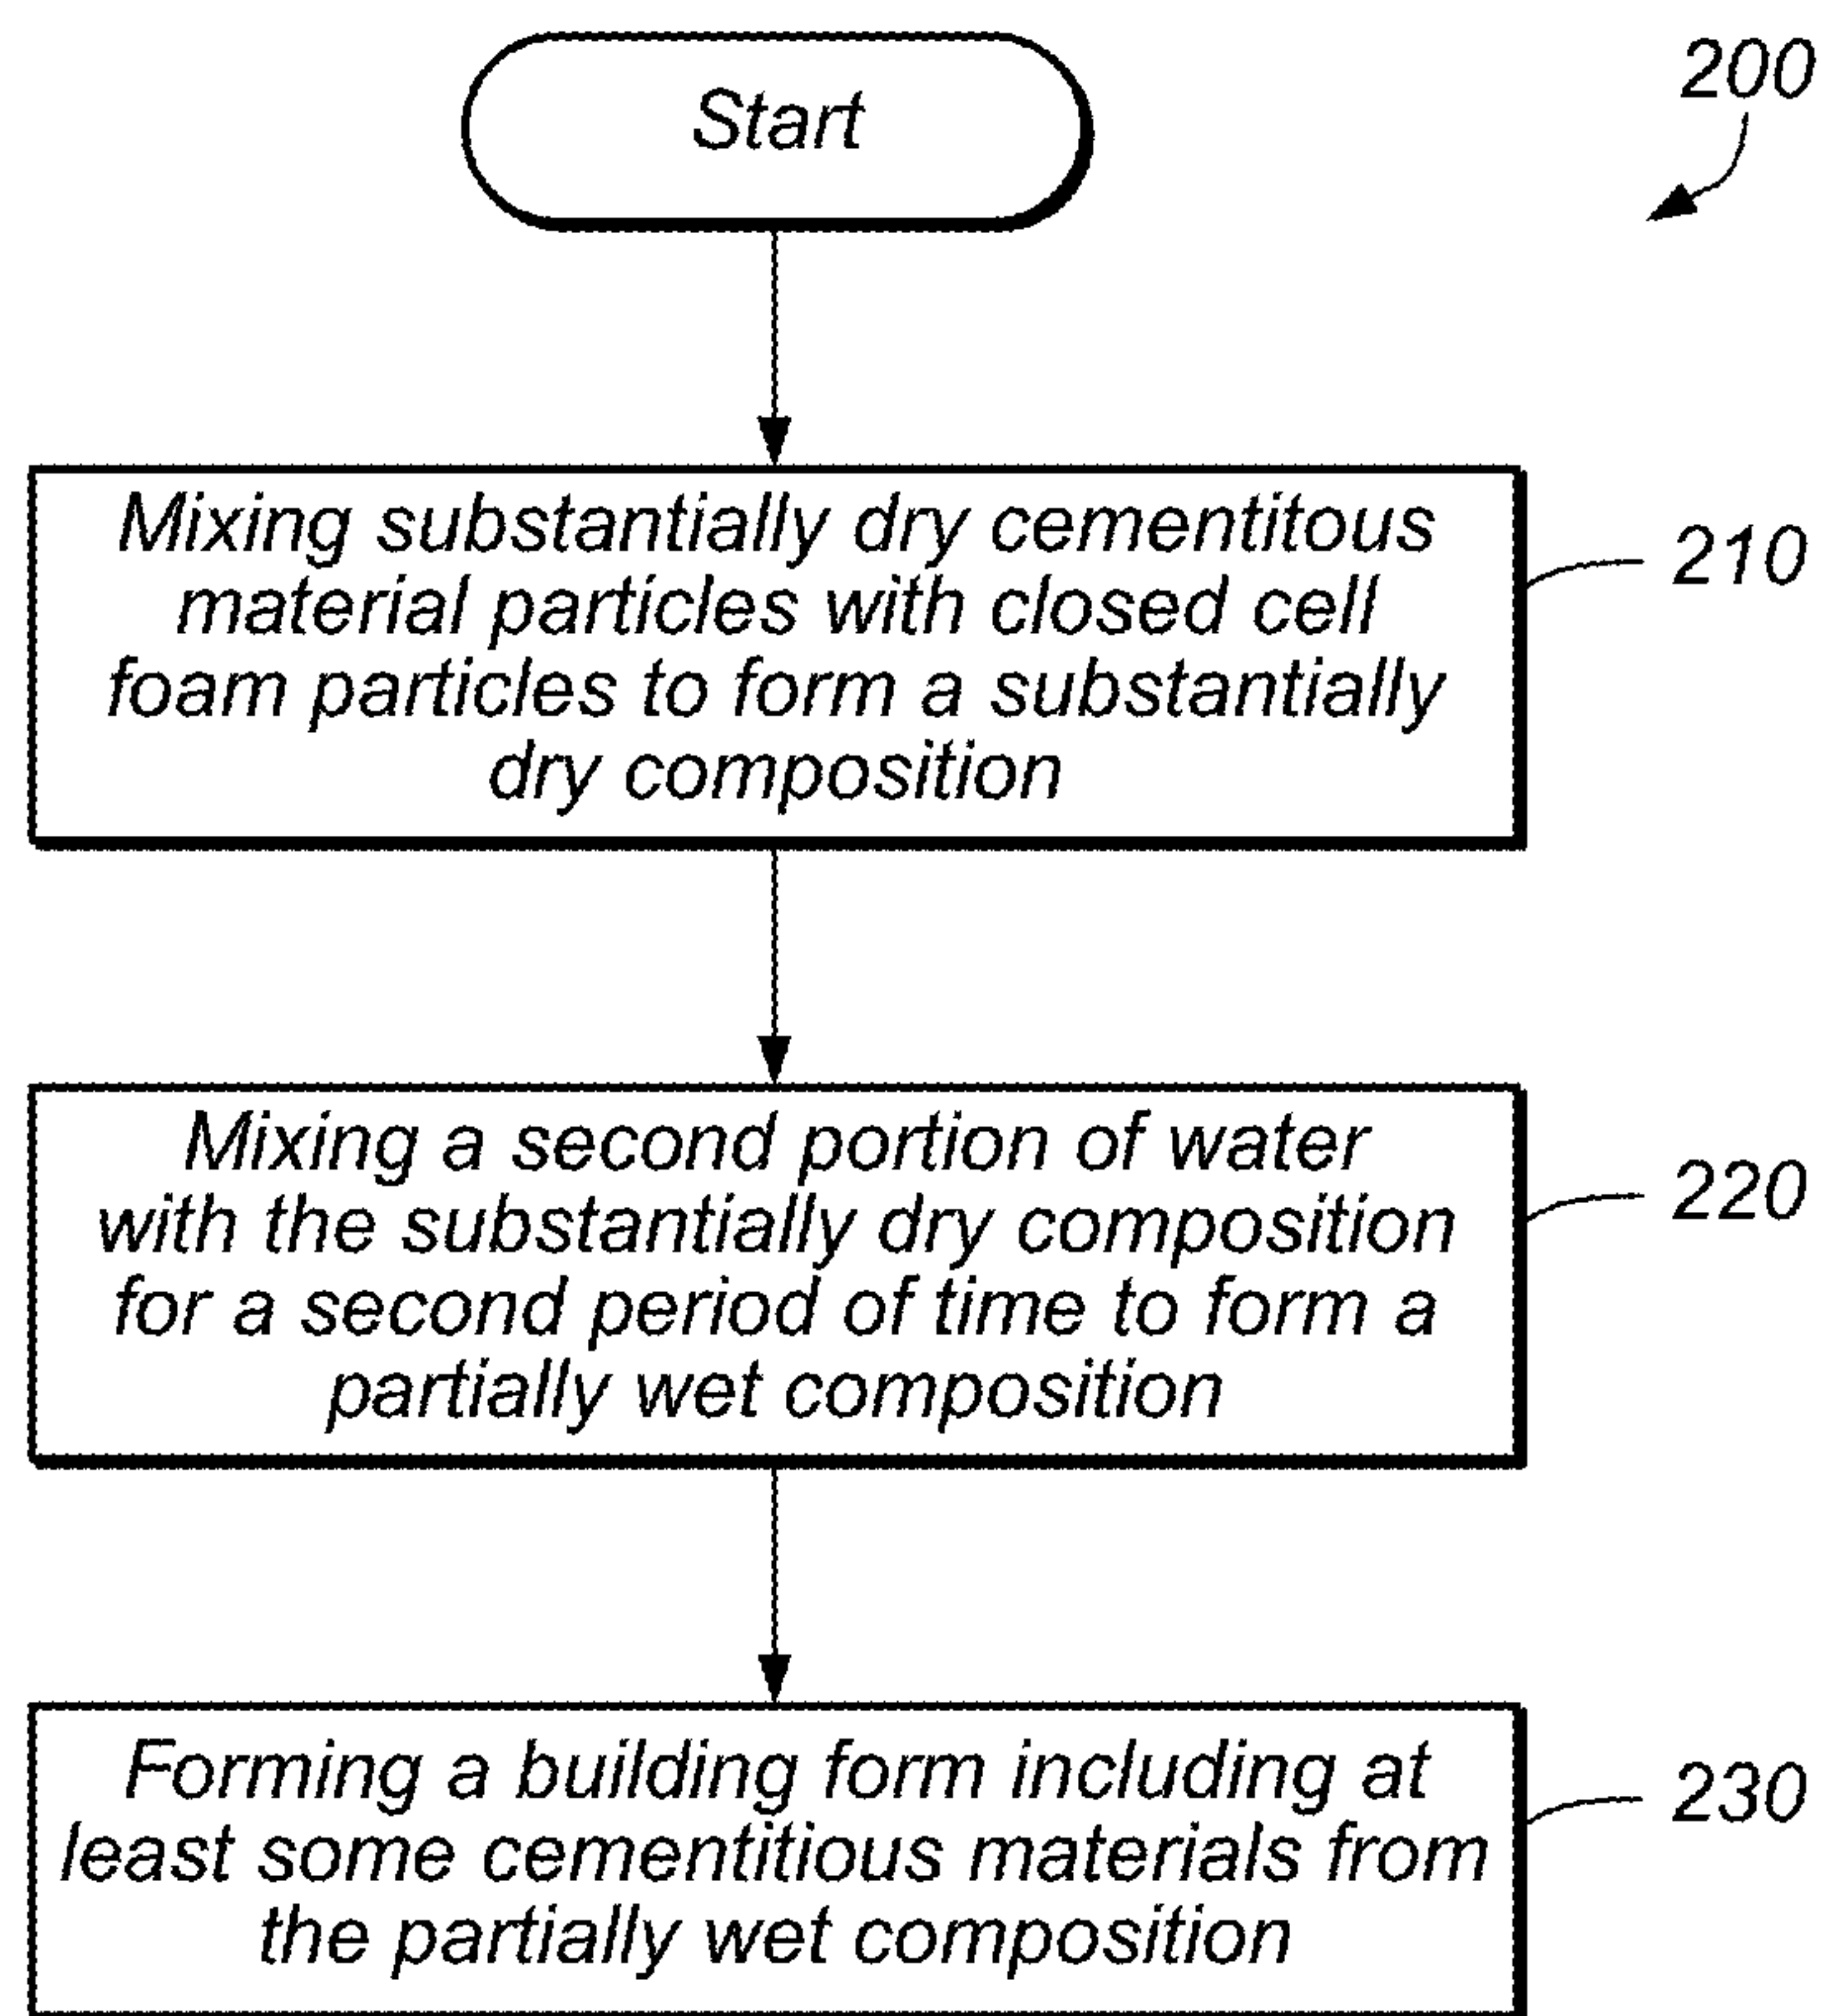 Start
200
Mixing substantially dry cementitous
material particles with closed cell
foam particles to form a substantially
dry composition
210
Mixing a second portion of water
with the substantially dry composition
for a second period of time to form a
partially wet composition
220
Forming a building form including at
least some cementitious materials from
the partially wet composition
230